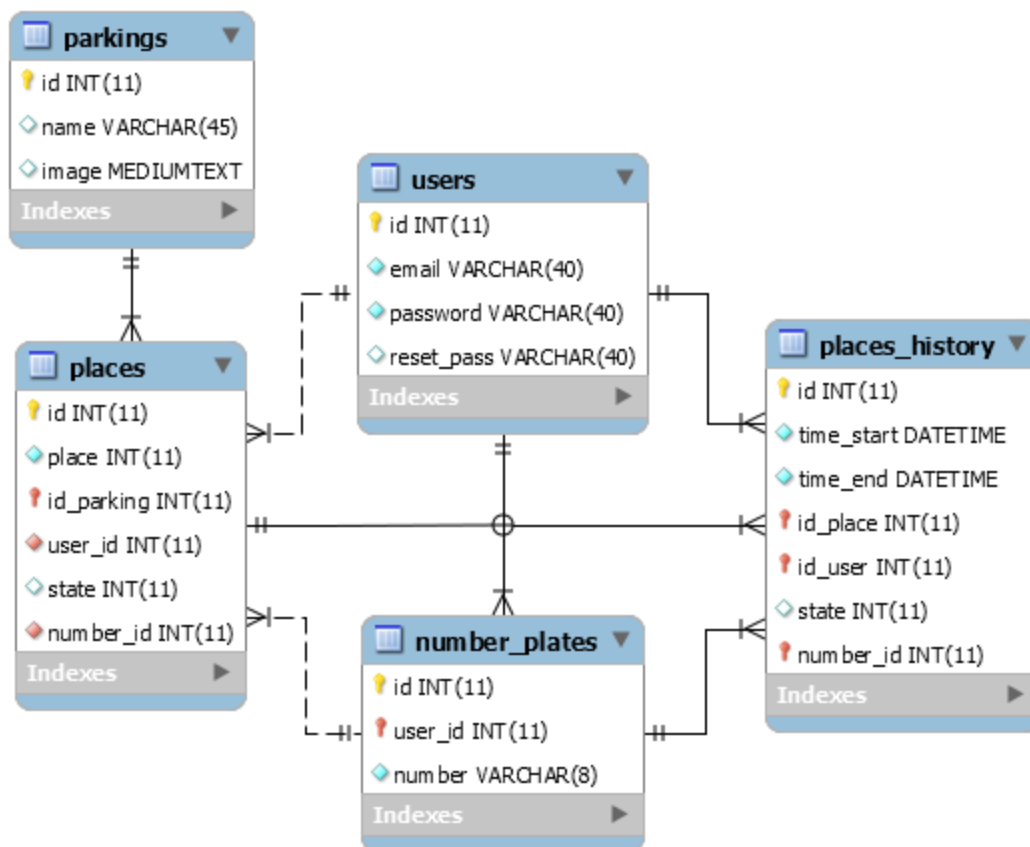 parkings
id INT(11)
name VARCHAR(45)
image MEDIUMTEXT
Indexes
users
id INT(11)
email VARCHAR(40)
password VARCHAR(40)
reset_pass VARCHAR(40)
Indexes
places
id INT(11)
place INT(11)
id_parking INT(11)
user_id INT(11)
state INT(11)
number_id INT(11)
Indexes
places_history
id INT(11)
time_start DATETIME
time_end DATETIME
id_place INT(11)
id_user INT(11)
state INT(11)
number_id INT(11)
Indexes
number_plates
id INT(11)
user_id INT(11)
number VARCHAR(8)
Indexes